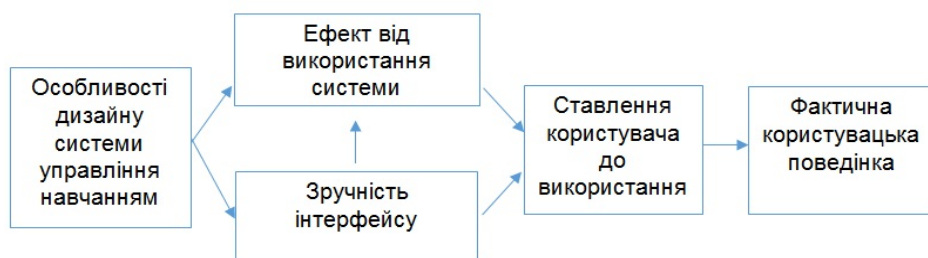 Особливості
дизайну
системи
управління
навчанням
Ефект від
використання
системи
Зручність
інтерфейсу
Ставлення
користувача
до
використання
Фактична
користувацька
поведінка